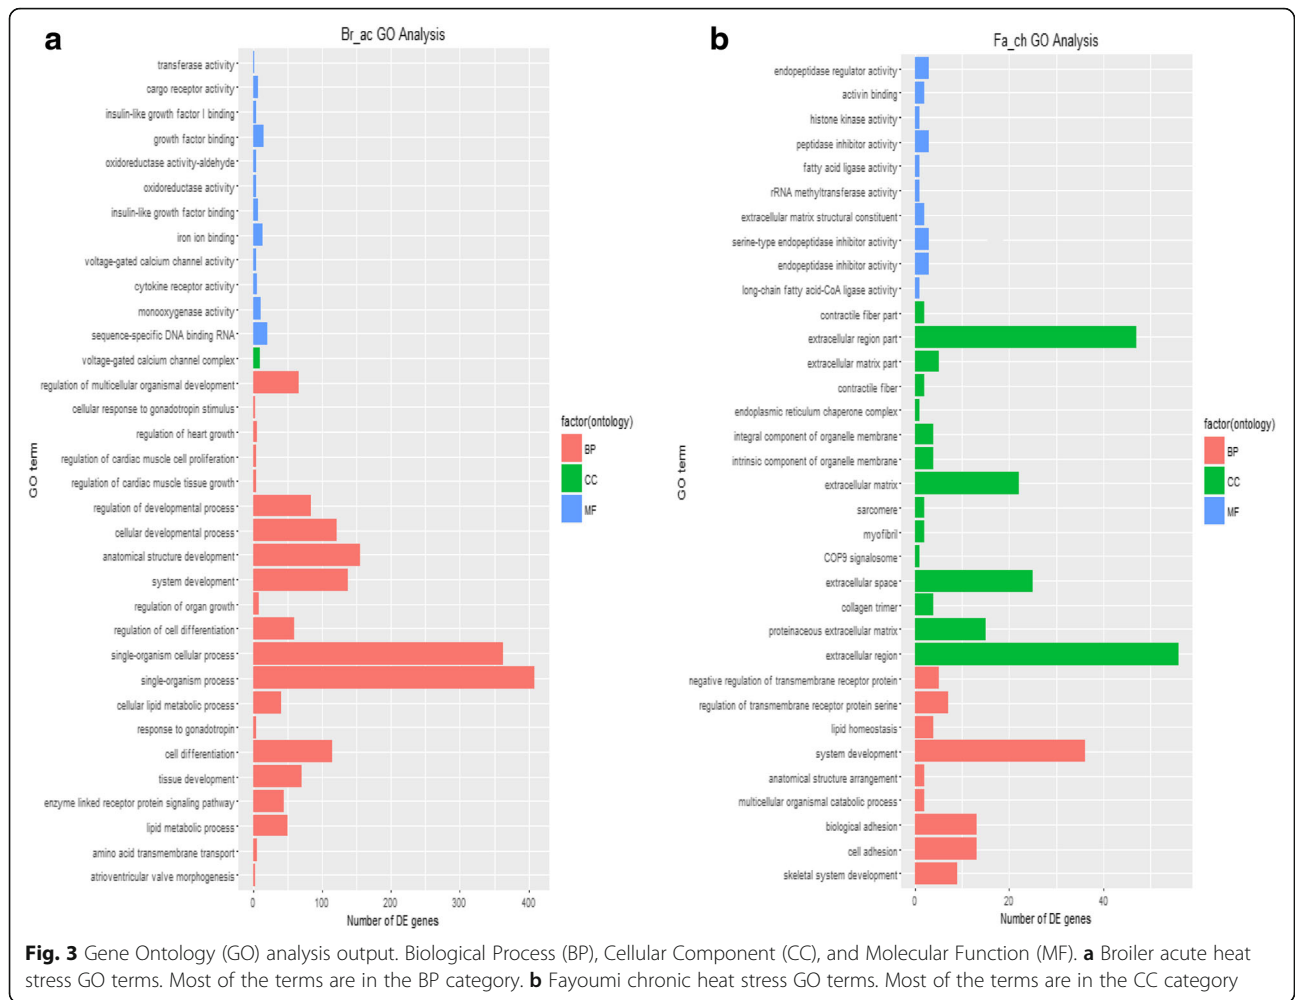 a
Br_ac GO Analysis
transferase activity
cargo receptor activity
insulin-like growth factor I binding
growth factor binding
oxidoreductase activity-aldehyde
oxidoreductase activity
insulin-like growth factor binding
iron ion binding
voltage-gated calcium channel activity
cytokine receptor activity
monooxygenase activity
sequence-specific DNA binding RNA
voltage-gated calcium channel complex
regulation of multicellular organismal development
cellular response to gonadotropin stimulus
regulation of heart growth
regulation of cardiac muscle cell proliferation
regulation of cardiac muscle tissue growth
regulation of developmental process
cellular developmental process
anatomical structure development
system development
regulation of organ growth
regulation of cell differentiation
single-organism cellular process
single-organism process
cellular lipid metabolic process
response to gonadotropin
cell differentiation
tissue development
enzyme linked receptor protein signaling pathway
lipid metabolic process
amino acid transmembrane transport
atrioventricular valve morphogenesis
GO term
0 100 200 300 400
Number of DE genes
factor(ontology)
BP
CC
MF
b
Fa_ch GO Analysis
endopeptidase regulator activity
activin binding
histone kinase activity
peptidase inhibitor activity
fatty acid ligase activity
rRNA methyltransferase activity
extracellular matrix structural constituent
serine-type endopeptidase inhibitor activity
endopeptidase inhibitor activity
long-chain fatty acid-CoA ligase activity
contractile fiber part
extracellular region part
extracellular matrix part
contractile fiber
endoplasmic reticulum chaperone complex
integral component of organelle membrane
intrinsic component of organelle membrane
extracellular matrix
sarcomere
myofibril
COP9 signalosome
extracellular space
collagen trimer
proteinaceous extracellular matrix
extracellular region
negative regulation of transmembrane receptor protein
regulation of transmembrane receptor protein serine
lipid homeostasis
system development
anatomical structure arrangement
multicellular organismal catabolic process
biological adhesion
cell adhesion
skeletal system development
GO term
0 20 40
Number of DE genes
factor(ontology)
BP
CC
MF
Fig. 3 Gene Ontology (GO) analysis output. Biological Process (BP), Cellular Component (CC), and Molecular Function (MF). a Broiler acute heat
stress GO terms. Most of the terms are in the BP category. b Fayoumi chronic heat stress GO terms. Most of the terms are in the CC category